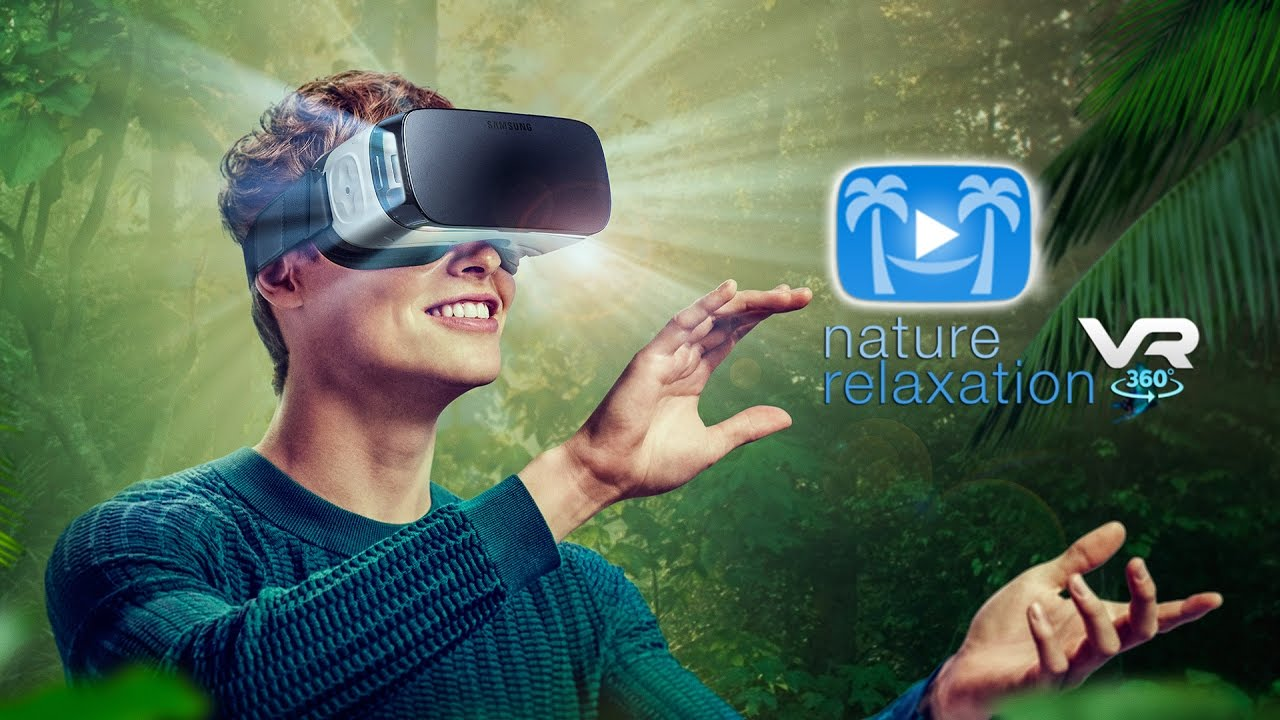 SAMSUNG
nature
relaxation
VR
360°